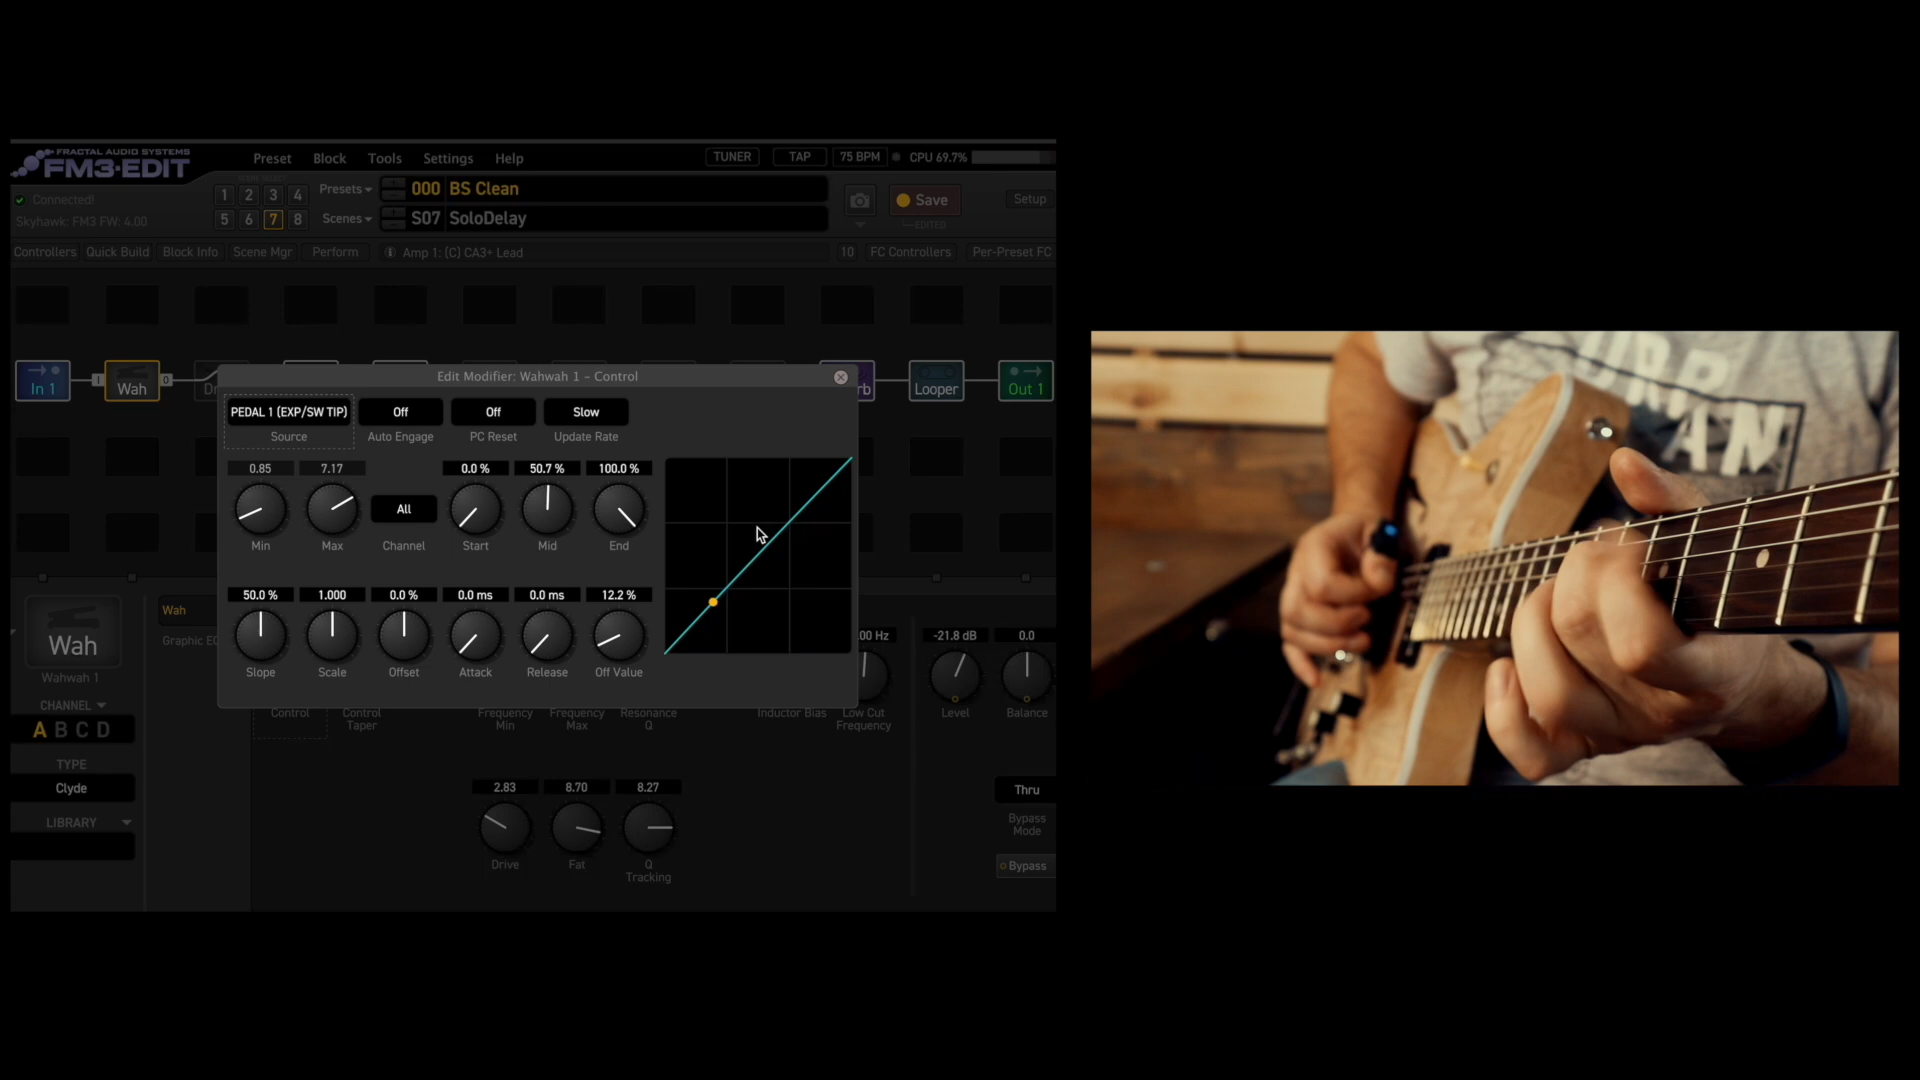 FRACTAL AUDIO SYSTEMS
FM3-EDIT
Preset Block Tools Settings Help
TUNER TAP 75 BPM CPU 69.7%
Connected!
Skyhawk: FM3 FW: 4.00
1 2 3 4
5 6 7 8
Presets 000 BS Clean
Scenes S07 SoloDelay
Save
EDITED
Setup
Controllers Quick Build Block Info Scene Mgr Perform Amp 1: (C) CA3+ Lead 10 FC Controllers Per-Preset FC
In 1 I Wah O Dr rb Looper Out 1
Edit Modifier: Wahwah 1 – Control
PEDAL 1 (EXP/SW TIP) Off Off Slow
Source Auto Engage PC Reset Update Rate
0.85 7.17 0.0 % 50.7 % 100.0 %
All
Min Max Channel Start Mid End
50.0 % 1.000 0.0 % 0.0 ms 0.0 ms 12.2 %
Slope Scale Offset Attack Release Off Value
Wah
Wahwah 1
CHANNEL
A B C D
TYPE
Clyde
LIBRARY
Wah
Graphic EQ
00 Hz -21.8 dB 0.0
Control
Control Taper
Frequency Min
Frequency Max
Resonance Q
Inductor Bias
Low Cut Frequency
Level
Balance
2.83 8.70 8.27
Drive Fat Q Tracking
Thru
Bypass Mode
Bypass
AN